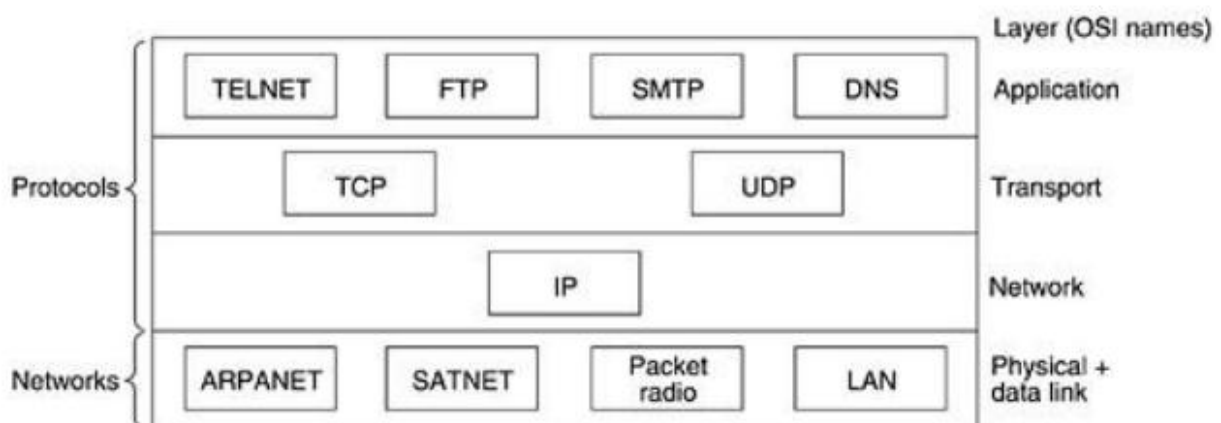 Layer (OSI names)
TELNET FTP SMTP DNS Application
Protocols TCP UDP Transport
IP Network
Networks ARPANET SATNET Packet radio LAN Physical + data link